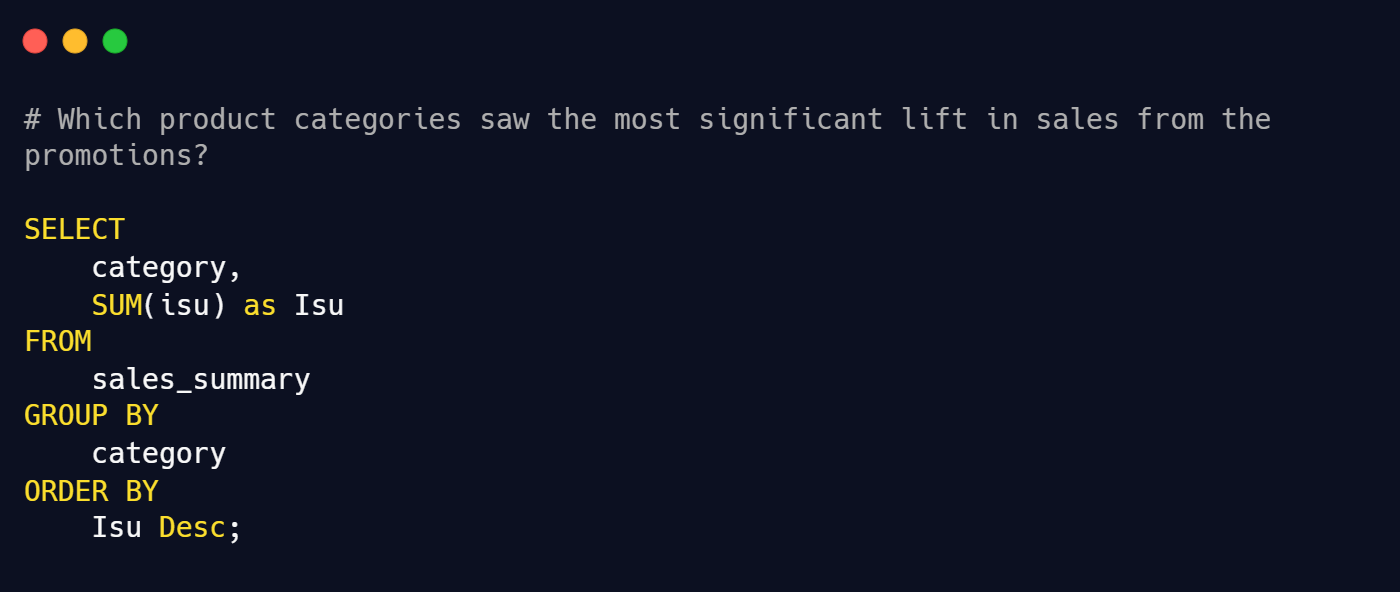 # Which product categories saw the most significant lift in sales from the
promotions?
SELECT
    category,
    SUM(isu) as Isu
FROM
    sales_summary
GROUP BY
    category
ORDER BY
    Isu Desc;